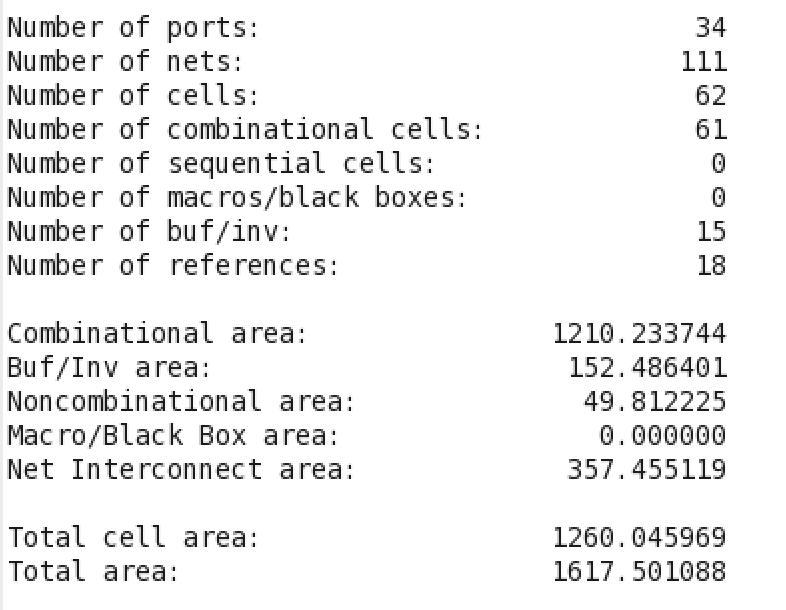 Number of ports: 34
Number of nets: 111
Number of cells: 62
Number of combinational cells: 61
Number of sequential cells: 0
Number of macros/black boxes: 0
Number of buf/inv: 15
Number of references: 18
Combinational area: 1210.233744
Buf/Inv area: 152.486401
Noncombinational area: 49.812225
Macro/Black Box area: 0.000000
Net Interconnect area: 357.455119
Total cell area: 1260.045969
Total area: 1617.501088